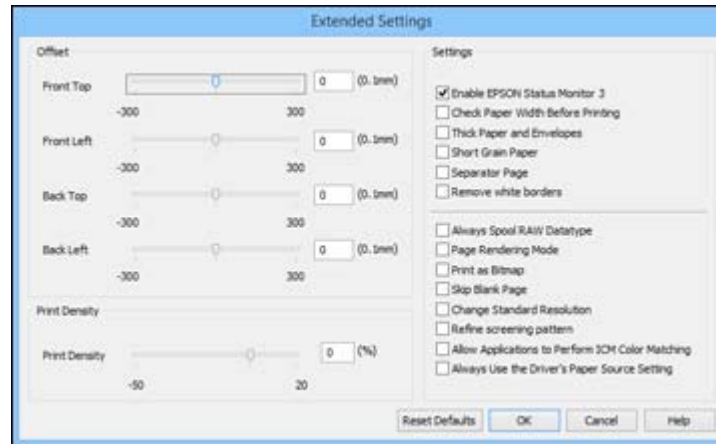 Extended Settings
Offset
Front Top
0 (0.1mm)
-300 300
Front Left
0 (0.1mm)
-300 300
Back Top
0 (0.1mm)
-300 300
Back Left
0 (0.1mm)
-300 300
Print Density
Print Density
0 (%)
-50 20
Settings
Enable EPSON Status Monitor 3
Check Paper Width Before Printing
Thick Paper and Envelopes
Short Grain Paper
Separator Page
Remove white borders
Always Spool RAW Datatype
Page Rendering Mode
Print as Bitmap
Skip Blank Page
Change Standard Resolution
Refine screening pattern
Allow Applications to Perform ICM Color Matching
Always Use the Driver's Paper Source Setting
Reset Defaults OK Cancel Help